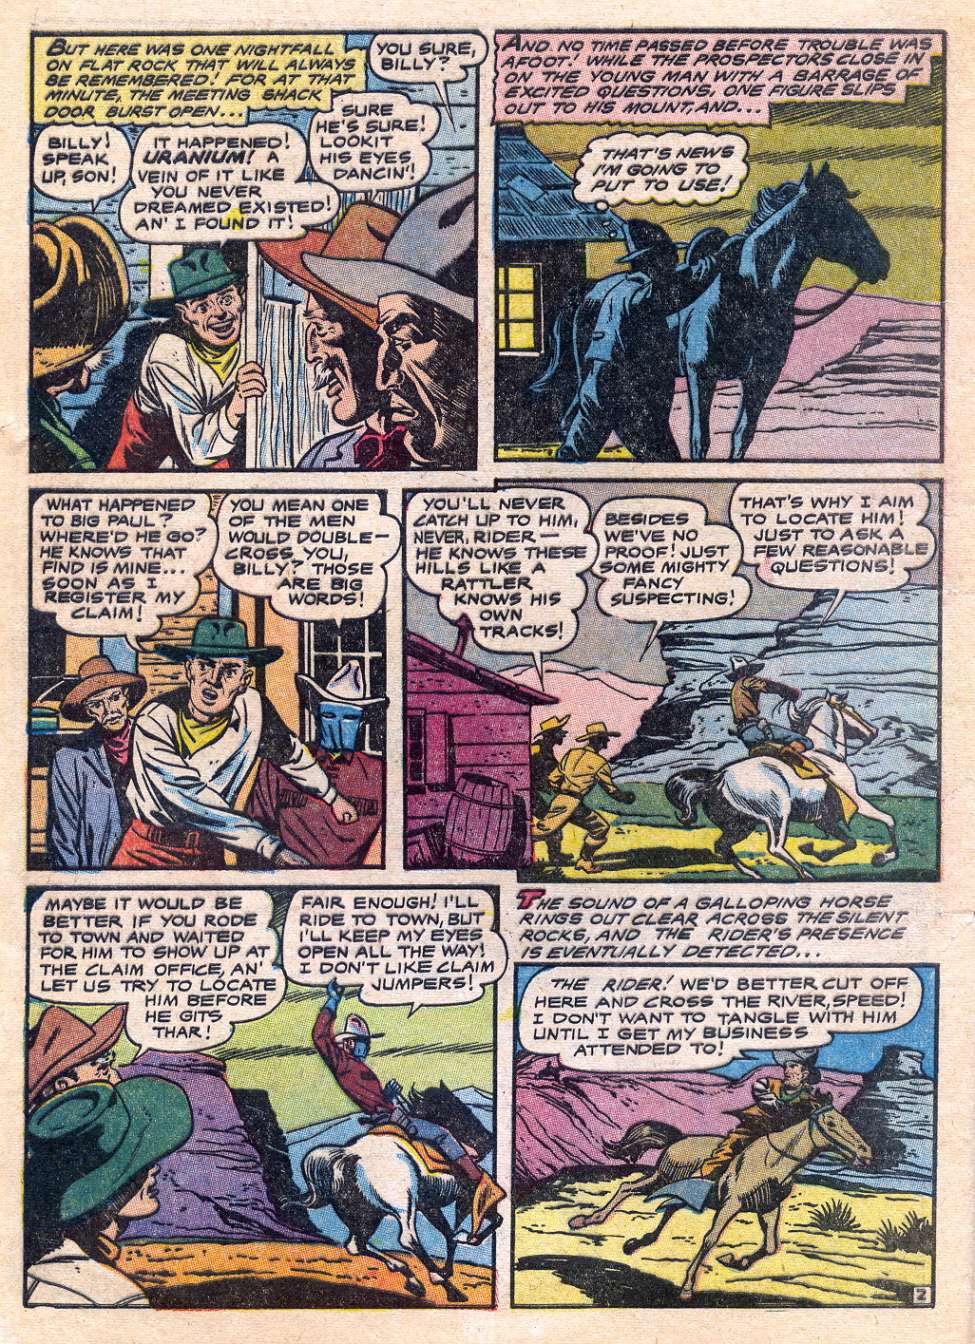 BUT HERE WAS ONE NIGHTFALL
ON FLAT ROCK THAT WILL ALWAYS
BE REMEMBERED! FOR AT THAT
MINUTE, THE MEETING SHACK
DOOR BURST OPEN...
BILLY!
SPEAK
UP, SON!
IT HAPPENED!
URANIUM! A
VEIN OF IT LIKE
YOU NEVER
DREAMED EXISTED!
AN' I FOUND IT!
YOU SURE,
BILLY?
SURE
HE'S SURE!
LOOKIT
HIS EYES
DANCIN'!
AND NO TIME PASSED BEFORE TROUBLE WAS
AFOOT! WHILE THE PROSPECTORS CLOSE IN
ON THE YOUNG MAN WITH A BARRAGE OF
EXCITED QUESTIONS, ONE FIGURE SLIPS
OUT TO HIS MOUNT, AND...
THAT'S NEWS
I'M GOING TO
PUT TO USE!
WHAT HAPPENED
TO BIG PAUL?
WHERE'D HE GO?
HE KNOWS THAT
FIND IS MINE...
SOON AS I
REGISTER MY
CLAIM!
YOU MEAN ONE
OF THE MEN
WOULD DOUBLE-
CROSS YOU,
BILLY? THOSE
ARE BIG
WORDS!
YOU'LL NEVER
CATCH UP TO HIM,
NEVER, RIDER-
HE KNOWS THESE
HILLS LIKE A
RATTLER
KNOWS HIS
OWN
TRACKS!
BESIDES
WE'VE NO
PROOF! JUST
SOME MIGHTY
FANCY
SUSPECTING!
THAT'S WHY I AIM
TO LOCATE HIM!
JUST TO ASK A
FEW REASONABLE
QUESTIONS!
MAYBE IT WOULD BE
BETTER IF YOU RODE
TO TOWN AND WAITED
FOR HIM TO SHOW UP AT
THE CLAIM OFFICE, AN'
LET US TRY TO LOCATE
HIM BEFORE
HE GITS
THAR!
FAIR ENOUGH! I'LL
RIDE TO TOWN, BUT
I'LL KEEP MY EYES
OPEN ALL THE WAY!
I DON'T LIKE CLAIM
JUMPERS!
THE SOUND OF A GALLOPING HORSE
RINGS OUT CLEAR ACROSS THE SILENT
ROCKS, AND THE RIDER'S PRESENCE
IS EVENTUALLY DETECTED...
THE RIDER! WE'D BETTER CUT OFF
HERE AND CROSS THE RIVER, SPEED!
I DON'T WANT TO TANGLE WITH HIM
UNTIL I GET MY BUSINESS
ATTENDED TO!
2